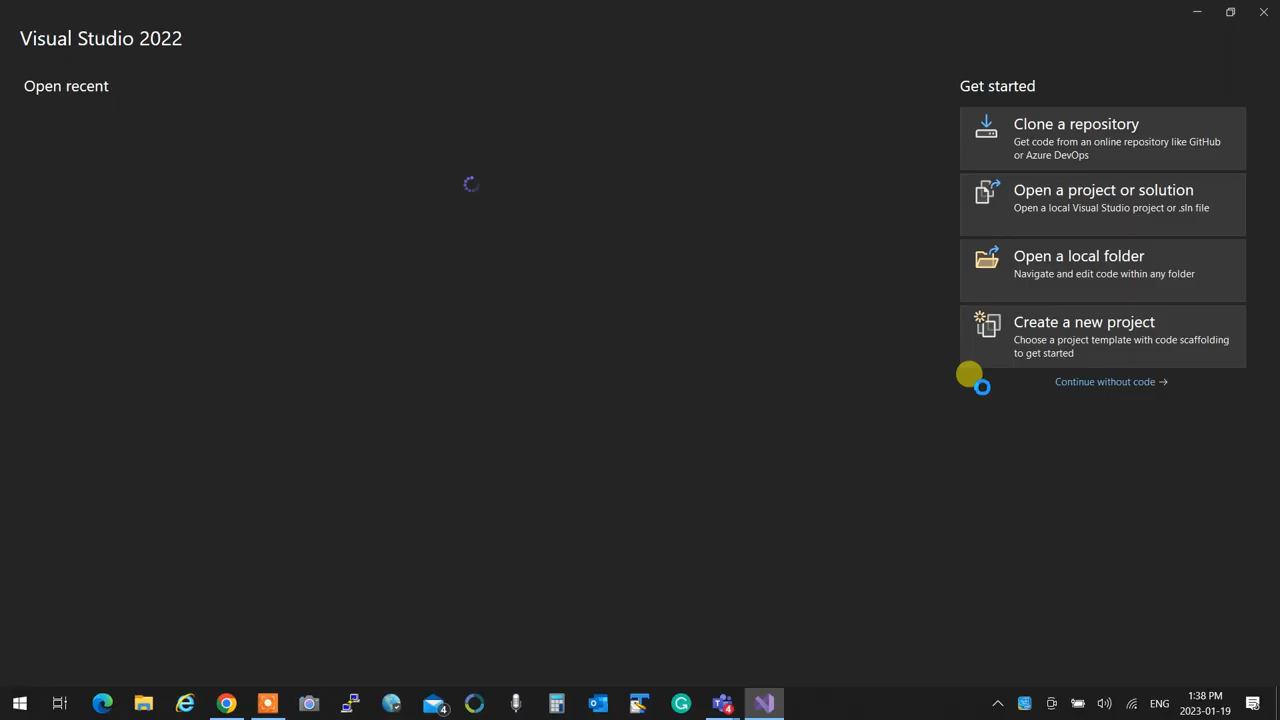 Visual Studio 2022
Open recent
Get started
Clone a repository
Get code from an online repository like GitHub
or Azure DevOps
Open a project or solution
Open a local Visual Studio project or .sln file
Open a local folder
Navigate and edit code within any folder
Create a new project
Choose a project template with code scaffolding
to get started
Continue without code →
4
4
ENG
1:38 PM
2023-01-19